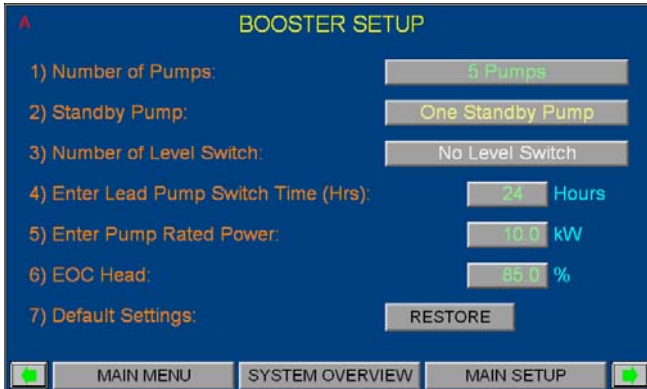 A
BOOSTER SETUP
1) Number of Pumps: 5 Pumps
2) Standby Pump: One Standby Pump
3) Number of Level Switch: No Level Switch
4) Enter Lead Pump Switch Time (Hrs): 24 Hours
5) Enter Pump Rated Power: 10.0 kW
6) EOC Head: 85.0 %
7) Default Settings: RESTORE
MAIN MENU SYSTEM OVERVIEW MAIN SETUP